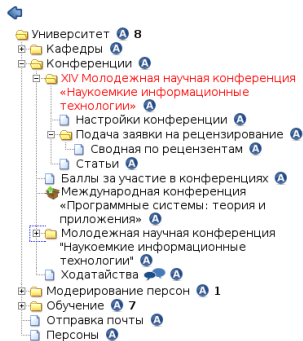 Университет A 8
Кафедры A
Конференции A
XIV Молодежная научная конференция
«Наукоемкие информационные
технологии» A
Настройки конференции A
Подача заявки на рецензирование A
Сводная по рецензентам A
Статьи A
Баллы за участие в конференциях A
Международная конференция
«Программные системы: теория и
приложения» A
Молодежная научная конференция
"Наукоемкие информационные
технологии" A
Ходатайства A
Модерирование персон A 1
Обучение A 7
Отправка почты A
Персоны A